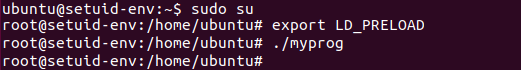 ubuntu@setuid-env:~$ sudo su
root@setuid-env:/home/ubuntu# export LD_PRELOAD
root@setuid-env:/home/ubuntu# ./myprog
root@setuid-env:/home/ubuntu#